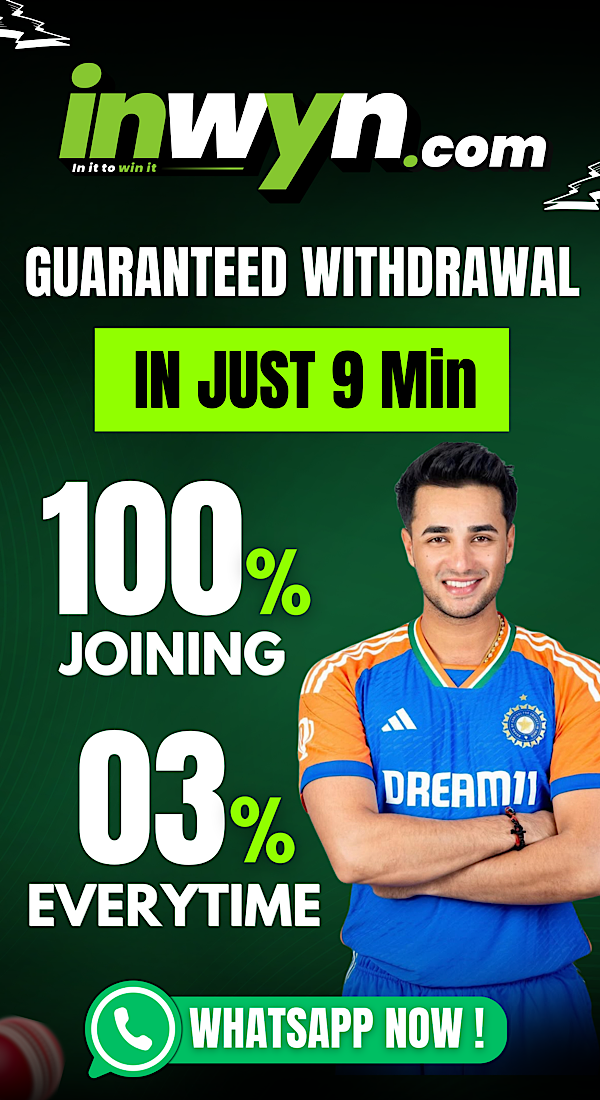 inwyn.com
In it to win it
GUARANTEED WITHDRAWAL
IN JUST 9 Min
100%
JOINING
03%
EVERYTIME
DREAM11
WHATSAPP NOW !